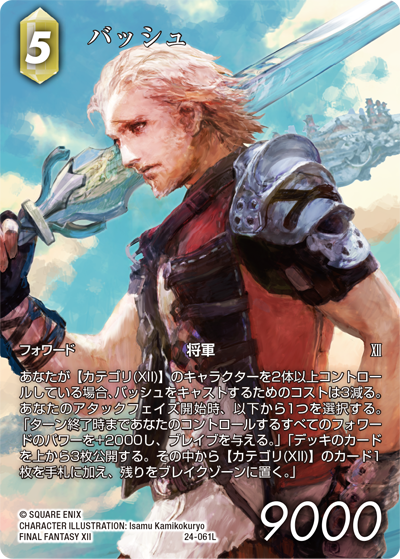 5
バッシュ
フォワード 将軍 XII
あなたが【カテゴリ(XII)】のキャラクターを2体以上コントロー
ルしている場合、バッシュをキャストするためのコストは3減る。
あなたのアタックフェイズ開始時、以下から1つを選択する。
「ターン終了時まであなたのコントロールするすべてのフォワー
ドのパワーを+2000し、ブレイブを与える。」「デッキのカード
を上から3枚公開する。その中から【カテゴリ(XII)】のカード1
枚を手札に加え、残りをブレイクゾーンに置く。」
© SQUARE ENIX
CHARACTER ILLUSTRATION: Isamu Kamikokuryo
FINAL FANTASY XII 24-061L
9000